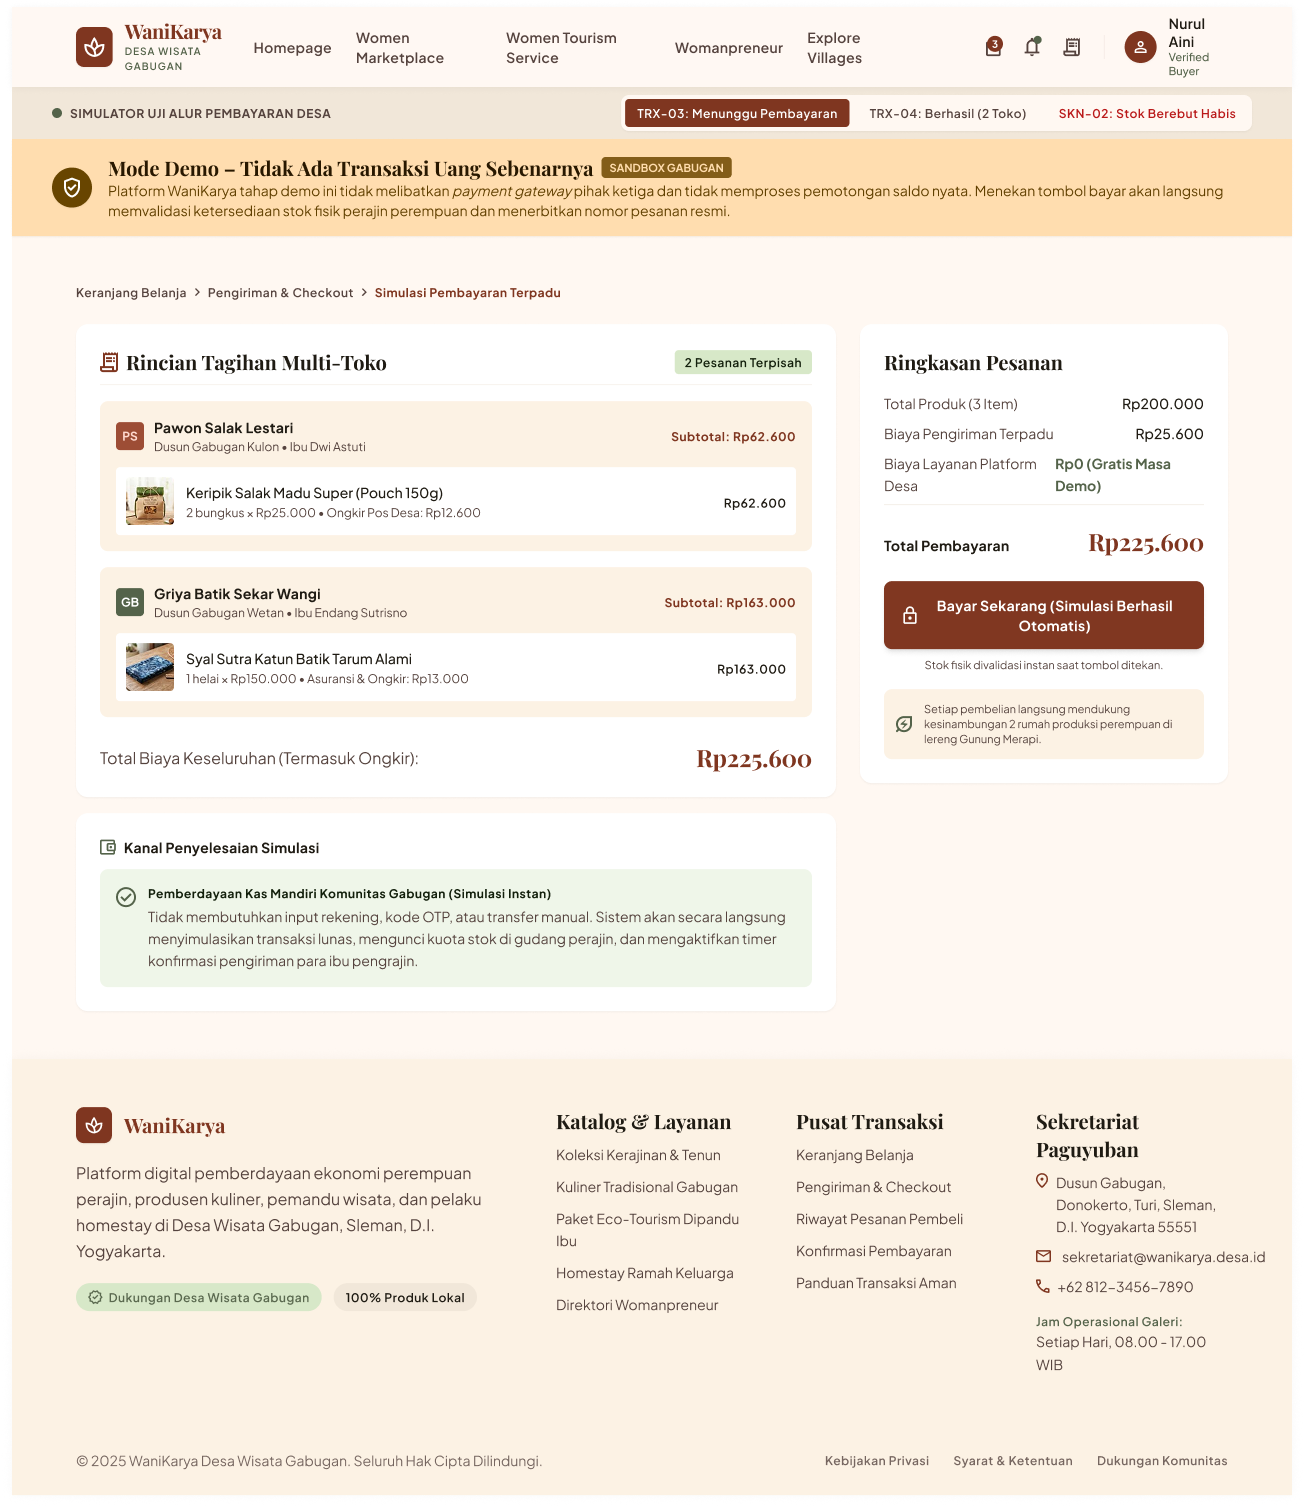 WaniKarya
DESA WISATA
GABUGAN
Homepage
Women
Marketplace
Women Tourism
Service
Womanpreneur
Explore
Villages
3
Nurul
Aini
Verified
Buyer
SIMULATOR UJI ALUR PEMBAYARAN DESA
TRX-03: Menunggu Pembayaran
TRX-04: Berhasil (2 Toko)
SKN-02: Stok Berebut Habis
Mode Demo – Tidak Ada Transaksi Uang Sebenarnya
SANDBOX GABUGAN
Platform WaniKarya tahap demo ini tidak melibatkan payment gateway pihak ketiga dan tidak memproses pemotongan saldo nyata. Menekan tombol bayar akan langsung
memvalidasi ketersediaan stok fisik perajin perempuan dan menerbitkan nomor pesanan resmi.
Keranjang Belanja > Pengiriman & Checkout > Simulasi Pembayaran Terpadu
Rincian Tagihan Multi-Toko
2 Pesanan Terpisah
PS
Pawon Salak Lestari
Dusun Gabugan Kulon • Ibu Dwi Astuti
Subtotal: Rp62.600
Keripik Salak Madu Super (Pouch 150g)
2 bungkus × Rp25.000 • Ongkir Pos Desa: Rp12.600
Rp62.600
GB
Griya Batik Sekar Wangi
Dusun Gabugan Wetan • Ibu Endang Sutrisno
Subtotal: Rp163.000
Syal Sutra Katun Batik Tarum Alami
1 helai × Rp150.000 • Asuransi & Ongkir: Rp13.000
Rp163.000
Total Biaya Keseluruhan (Termasuk Ongkir):
Rp225.600
Kanal Penyelesaian Simulasi
Pemberdayaan Kas Mandiri Komunitas Gabugan (Simulasi Instan)
Tidak membutuhkan input rekening, kode OTP, atau transfer manual. Sistem akan secara langsung
menyimulasikan transaksi lunas, mengunci kuota stok di gudang perajin, dan mengaktifkan timer
konfirmasi pengiriman para ibu pengrajin.
Ringkasan Pesanan
Total Produk (3 Item)
Rp200.000
Biaya Pengiriman Terpadu
Rp25.600
Biaya Layanan Platform
Desa
Rp0 (Gratis Masa
Demo)
Total Pembayaran
Rp225.600
Bayar Sekarang (Simulasi Berhasil
Otomatis)
Stok fisik divalidasi instan saat tombol ditekan.
Setiap pembelian langsung mendukung
kesinambungan 2 rumah produksi perempuan di
lereng Gunung Merapi.
WaniKarya
Platform digital pemberdayaan ekonomi perempuan
perajin, produsen kuliner, pemandu wisata, dan pelaku
homestay di Desa Wisata Gabugan, Sleman, D.I.
Yogyakarta.
Dukungan Desa Wisata Gabugan
100% Produk Lokal
Katalog & Layanan
Koleksi Kerajinan & Tenun
Kuliner Tradisional Gabugan
Paket Eco-Tourism Dipandu
Ibu
Homestay Ramah Keluarga
Direktori Womanpreneur
Pusat Transaksi
Keranjang Belanja
Pengiriman & Checkout
Riwayat Pesanan Pembeli
Konfirmasi Pembayaran
Panduan Transaksi Aman
Sekretariat
Paguyuban
Dusun Gabugan,
Donokerto, Turi, Sleman,
D.I. Yogyakarta 55551
sekretariat@wanikarya.desa.id
+62 812-3456-7890
Jam Operasional Galeri:
Setiap Hari, 08.00 - 17.00
WIB
© 2025 WaniKarya Desa Wisata Gabugan. Seluruh Hak Cipta Dilindungi.
Kebijakan Privasi
Syarat & Ketentuan
Dukungan Komunitas